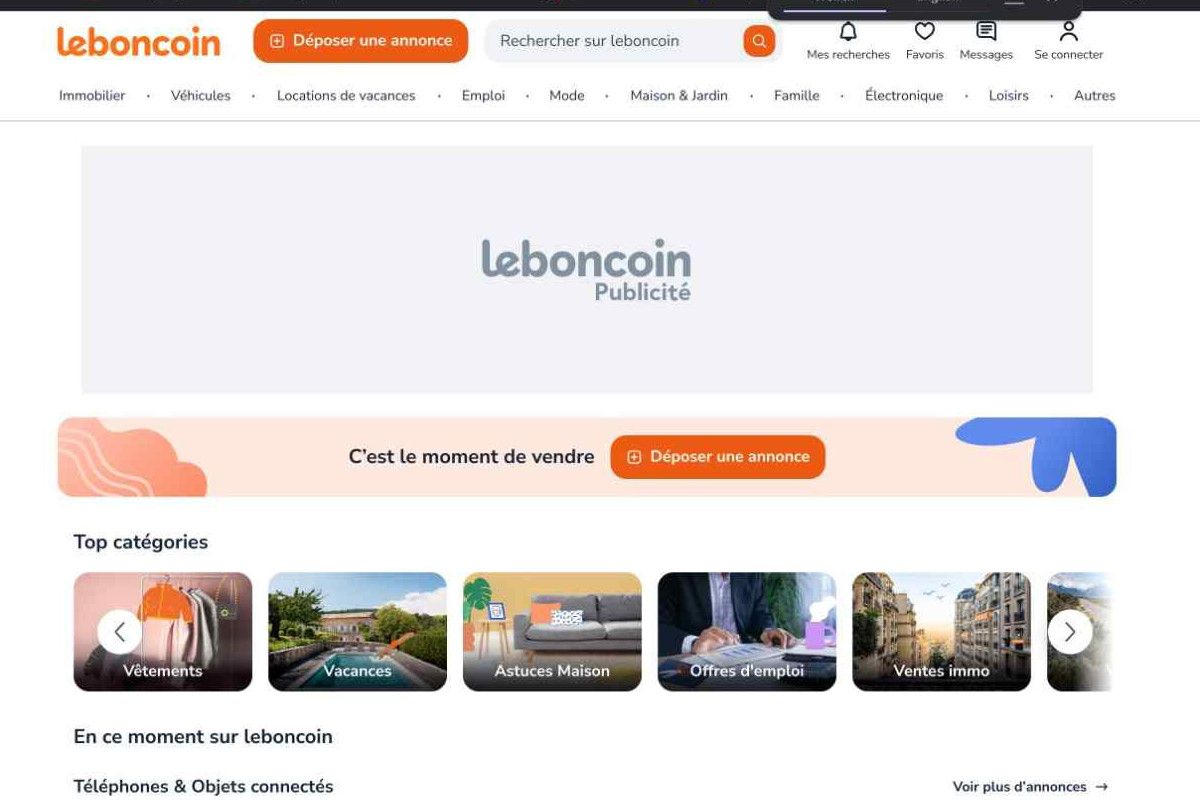 leboncoin
Déposer une annonce
Rechercher sur leboncoin
Mes recherches
Favoris
Messages
Se connecter
Immobilier · Véhicules · Locations de vacances · Emploi · Mode · Maison & Jardin · Famille · Électronique · Loisirs · Autres
leboncoin
Publicité
C'est le moment de vendre
Déposer une annonce
Top catégories
Vêtements
Vacances
Astuces Maison
Offres d'emploi
Ventes immo
En ce moment sur leboncoin
Téléphones & Objets connectés
Voir plus d'annonces →